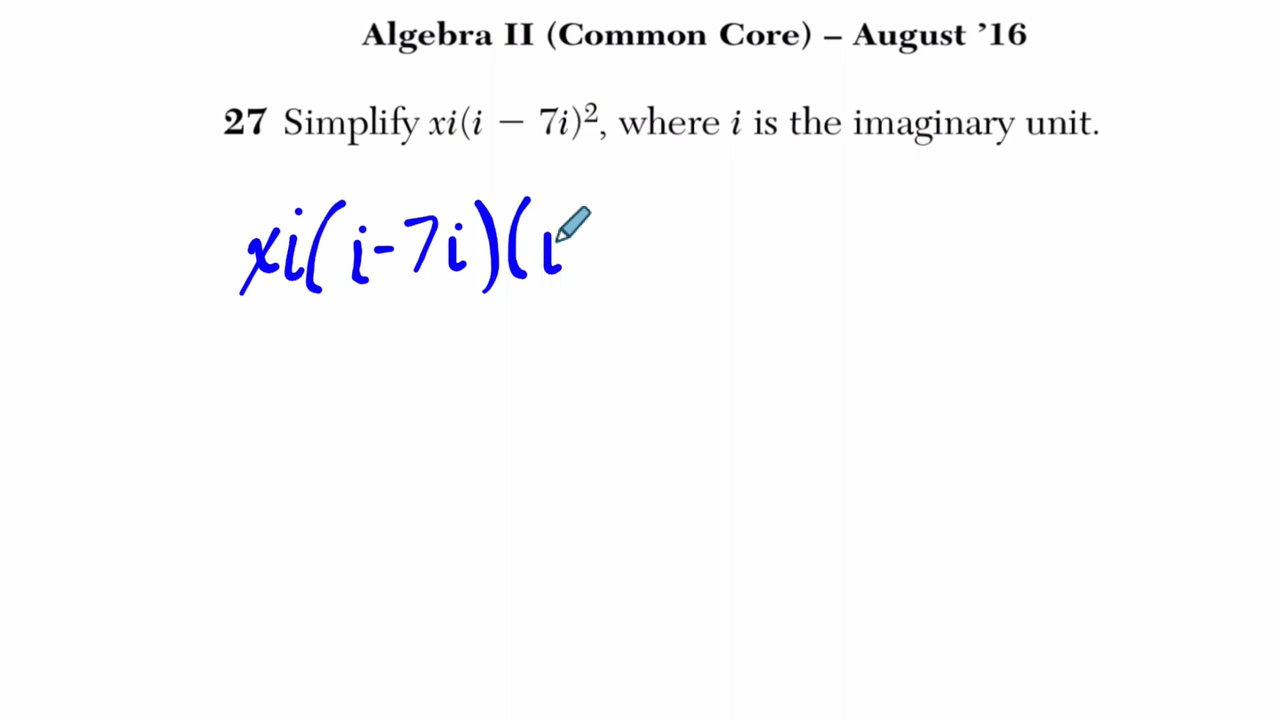 Algebra II (Common Core) – August ’16
27 Simplify xi(i − 7i)², where i is the imaginary unit.
xi(i-7i)(i